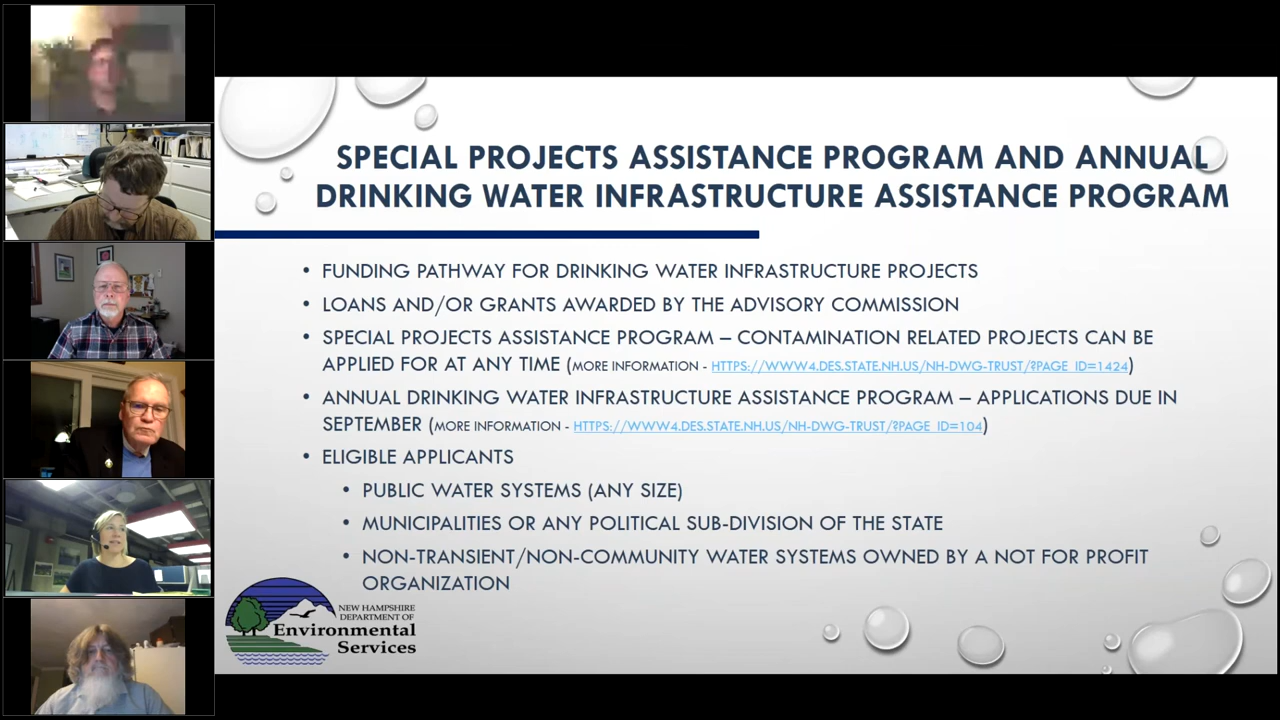 SPECIAL PROJECTS ASSISTANCE PROGRAM AND ANNUAL
DRINKING WATER INFRASTRUCTURE ASSISTANCE PROGRAM
• FUNDING PATHWAY FOR DRINKING WATER INFRASTRUCTURE PROJECTS
• LOANS AND/OR GRANTS AWARDED BY THE ADVISORY COMMISSION
• SPECIAL PROJECTS ASSISTANCE PROGRAM – CONTAMINATION RELATED PROJECTS CAN BE
APPLIED FOR AT ANY TIME (MORE INFORMATION - HTTPS://WWW4.DES.STATE.NH.US/NH-DWG-TRUST/?PAGE_ID=1424)
• ANNUAL DRINKING WATER INFRASTRUCTURE ASSISTANCE PROGRAM – APPLICATIONS DUE IN
SEPTEMBER (MORE INFORMATION - HTTPS://WWW4.DES.STATE.NH.US/NH-DWG-TRUST/?PAGE_ID=104)
• ELIGIBLE APPLICANTS
• PUBLIC WATER SYSTEMS (ANY SIZE)
• MUNICIPALITIES OR ANY POLITICAL SUB-DIVISION OF THE STATE
• NON-TRANSIENT/NON-COMMUNITY WATER SYSTEMS OWNED BY A NOT FOR PROFIT
ORGANIZATION
NEW HAMPSHIRE
DEPARTMENT OF
Environmental
Services